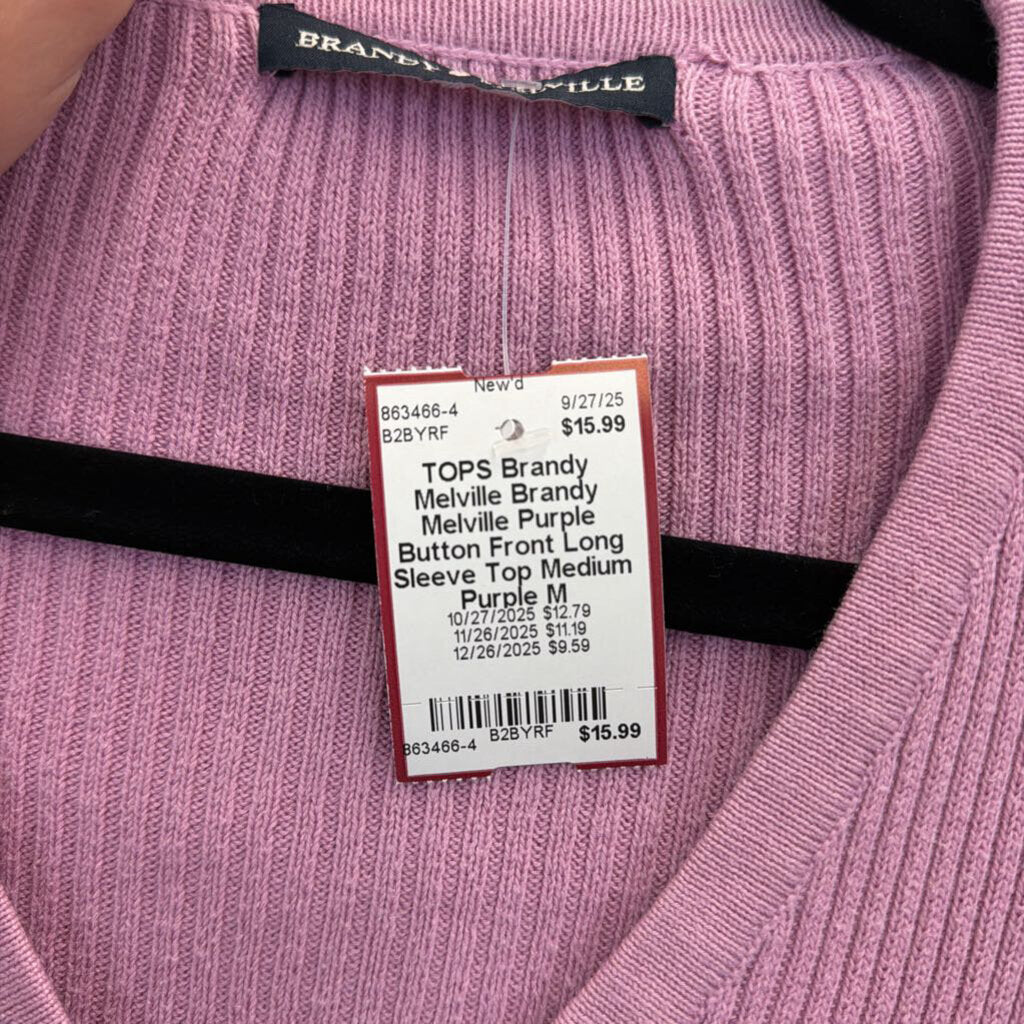 BRANDY MELVILLE
New'd
863466-4 9/27/25
B2BYRF $15.99
TOPS Brandy
Melville Brandy
Melville Purple
Button Front Long
Sleeve Top Medium
Purple M
10/27/2025 $12.79
11/26/2025 $11.19
12/26/2025 $9.59
863466-4 B2BYRF $15.99